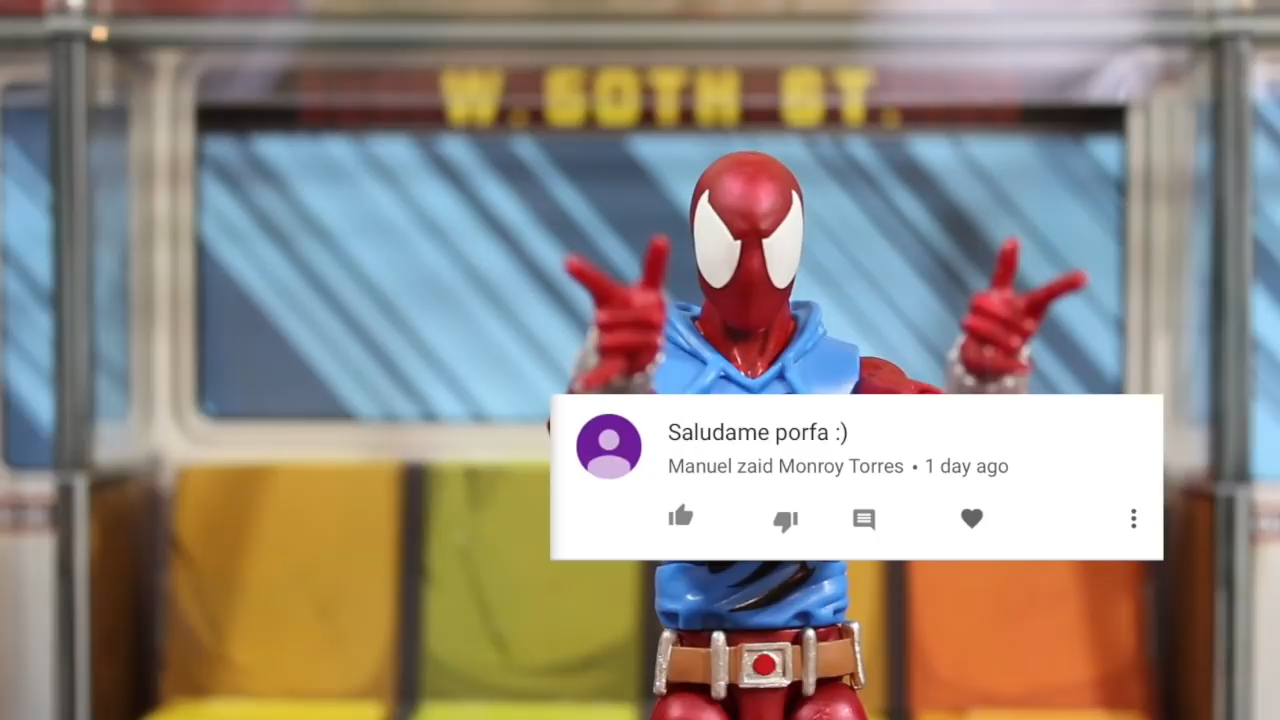 W. 50TH ST.
Saludame porfa :)
Manuel zaid Monroy Torres • 1 day ago